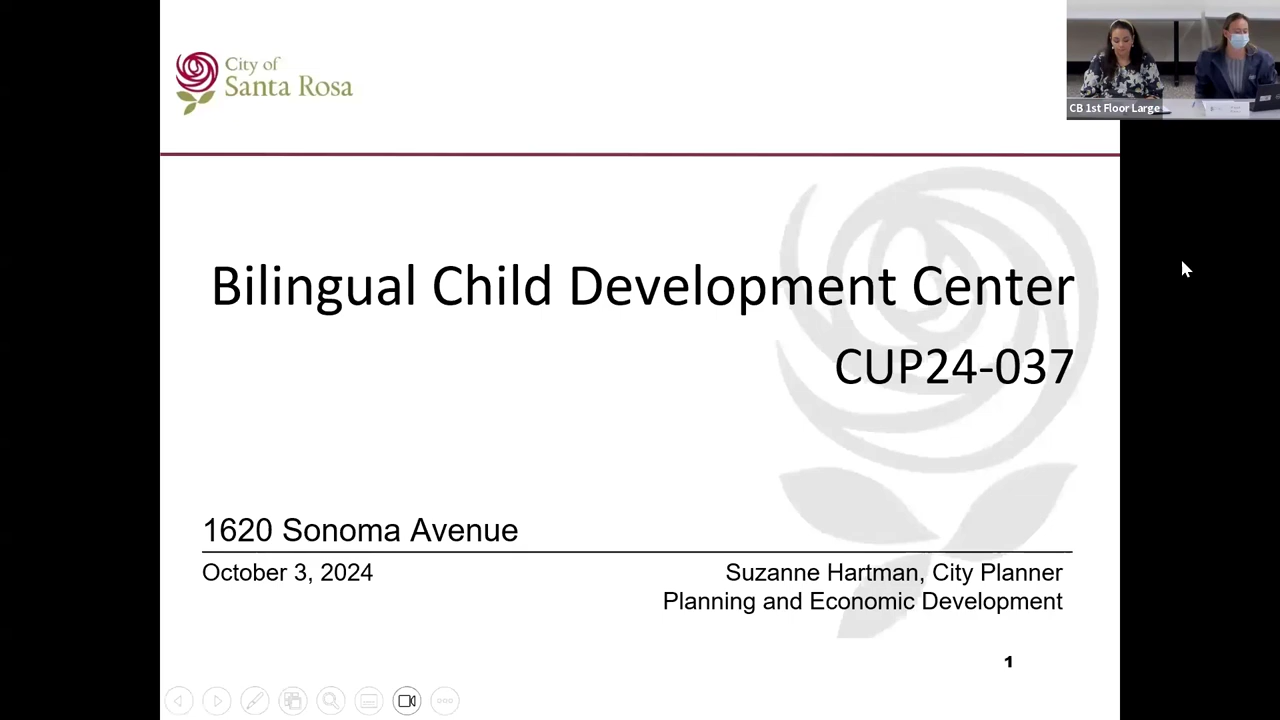 City of
Santa Rosa
CB 1st Floor Large
Bilingual Child Development Center
CUP24-037
1620 Sonoma Avenue
October 3, 2024
Suzanne Hartman, City Planner
Planning and Economic Development
1